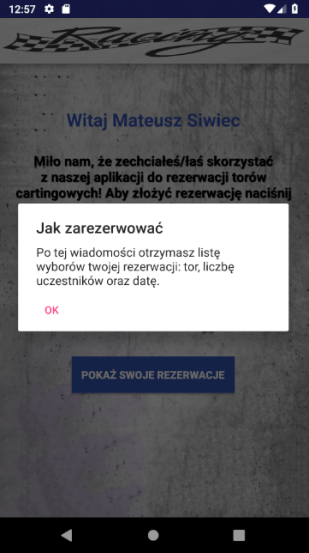 12:57
Racing
Witaj Mateusz Siwiec
Miło nam, że zechciałeś/łaś skorzystać
z naszej aplikacji do rezerwacji torów
cartingowych! Aby złożyć rezerwację naciśnij
Jak zarezerwować
Po tej wiadomości otrzymasz listę
wyborów twojej rezerwacji: tor, liczbę
uczestników oraz datę.
OK
POKAŻ SWOJE REZERWACJE